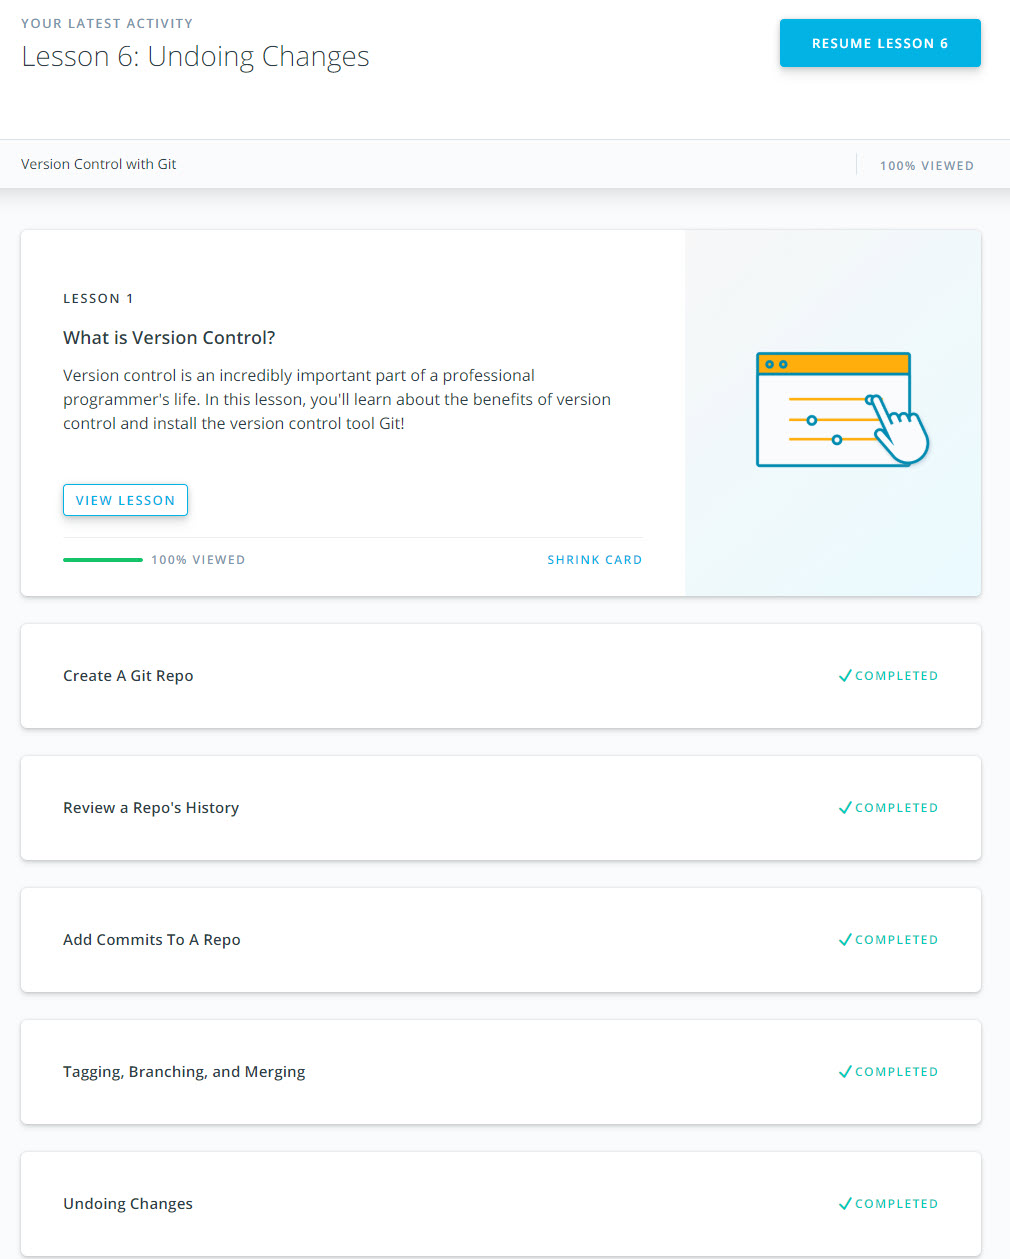 YOUR LATEST ACTIVITY
Lesson 6: Undoing Changes
RESUME LESSON 6
Version Control with Git
100% VIEWED
LESSON 1
What is Version Control?
Version control is an incredibly important part of a professional
programmer's life. In this lesson, you'll learn about the benefits of version
control and install the version control tool Git!
VIEW LESSON
100% VIEWED
SHRINK CARD
Create A Git Repo
COMPLETED
Review a Repo's History
COMPLETED
Add Commits To A Repo
COMPLETED
Tagging, Branching, and Merging
COMPLETED
Undoing Changes
COMPLETED